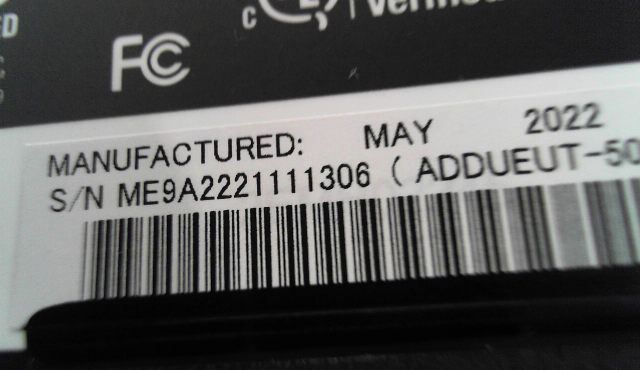 FC
MANUFACTURED: MAY 2022
S/N ME9A2221111306 ( ADDUEUT-50